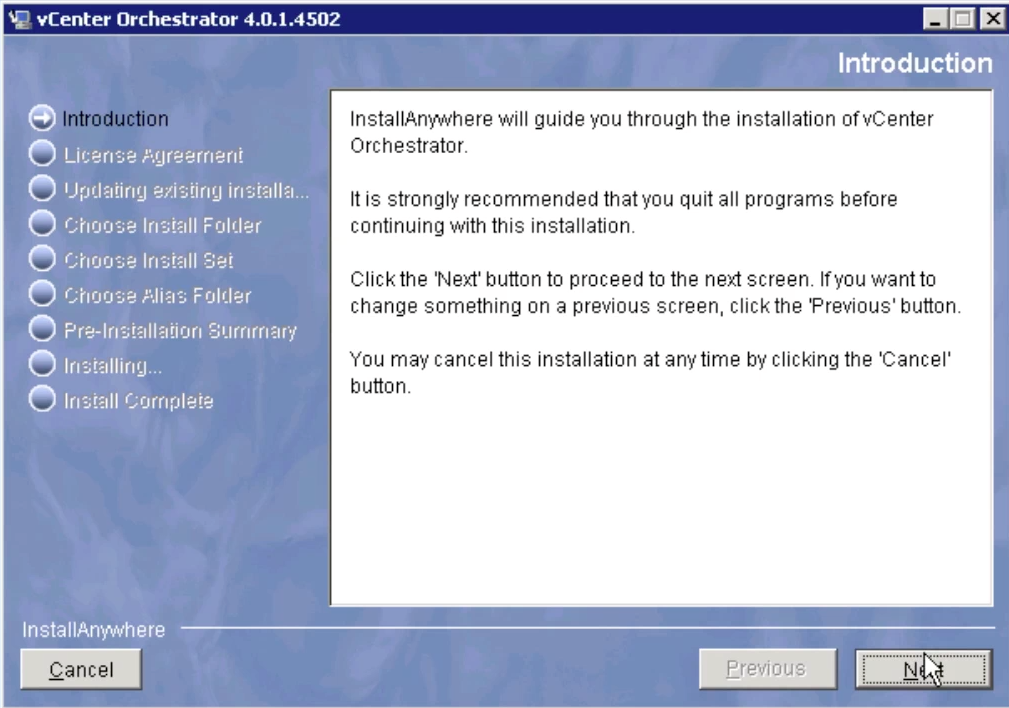 vCenter Orchestrator 4.0.1.4502
Introduction
Introduction
License Agreement
Updating existing installa...
Choose Install Folder
Choose Install Set
Choose Alias Folder
Pre-Installation Summary
Installing...
Install Complete
InstallAnywhere will guide you through the installation of vCenter
Orchestrator.
It is strongly recommended that you quit all programs before
continuing with this installation.
Click the 'Next' button to proceed to the next screen. If you want to
change something on a previous screen, click the 'Previous' button.
You may cancel this installation at any time by clicking the 'Cancel'
button.
InstallAnywhere
Cancel
Previous
Next